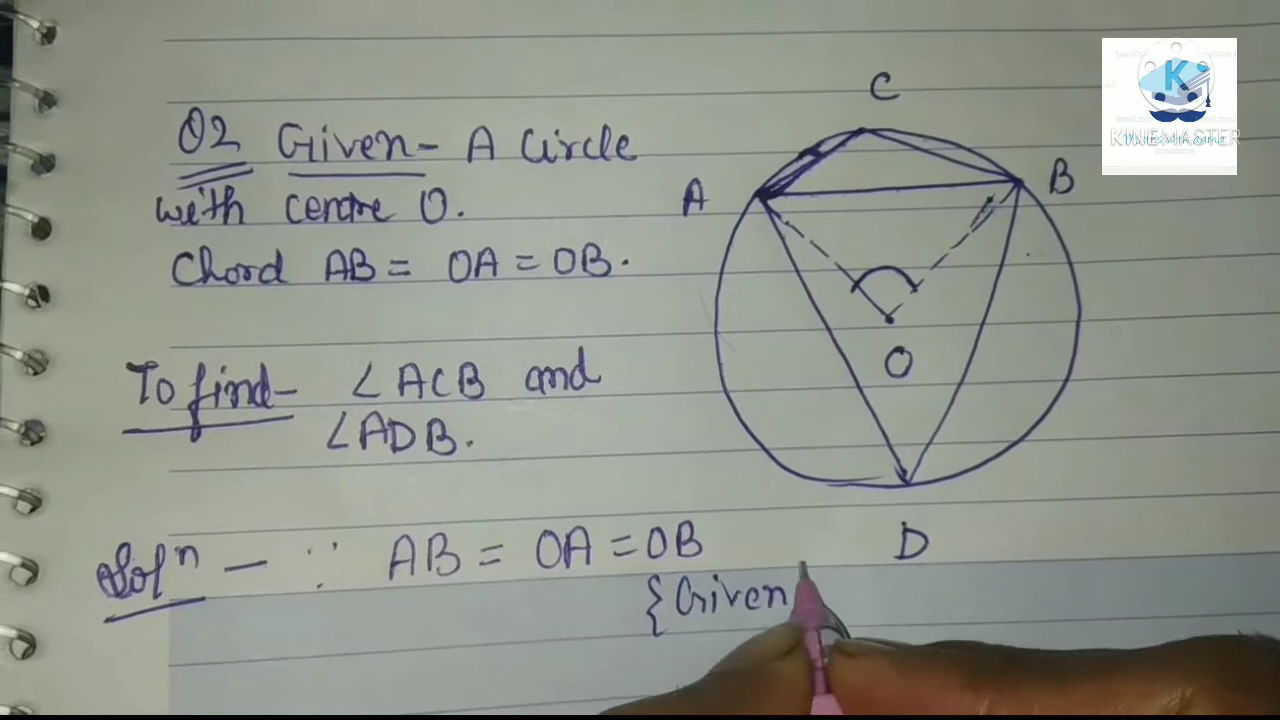 Q2 Given- A Circle
with centre O.
Chord AB = OA = OB.
To find- ∠ACB and
∠ADB.
Solⁿ - ∵ AB = OA = OB
{Given
C
A
B
O
D
K
KINEMASTER